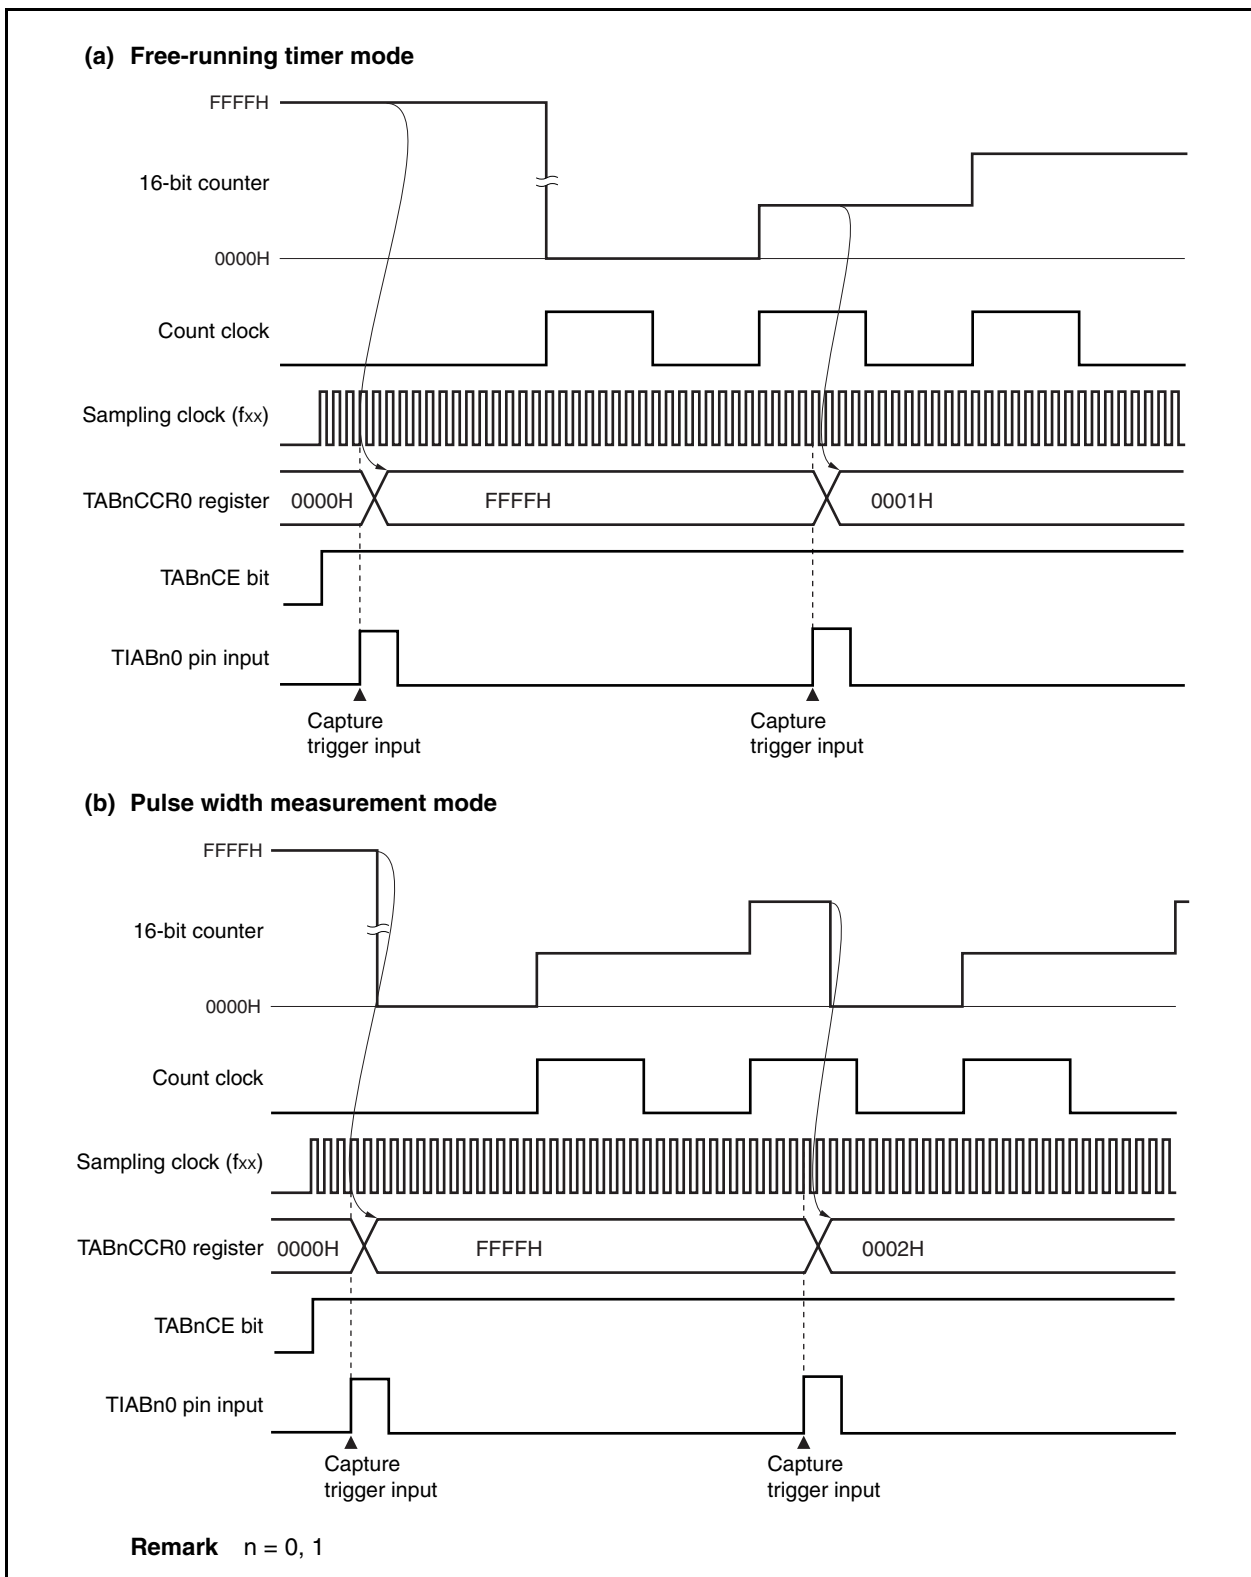 (a) Free-running timer mode
FFFFH
16-bit counter
0000H
Count clock
Sampling clock (fxx)
TABnCCR0 register 0000H FFFFH 0001H
TABnCE bit
TIABn0 pin input
Capture trigger input Capture trigger input
(b) Pulse width measurement mode
FFFFH
16-bit counter
0000H
Count clock
Sampling clock (fxx)
TABnCCR0 register 0000H FFFFH 0002H
TABnCE bit
TIABn0 pin input
Capture trigger input Capture trigger input
Remark n = 0, 1